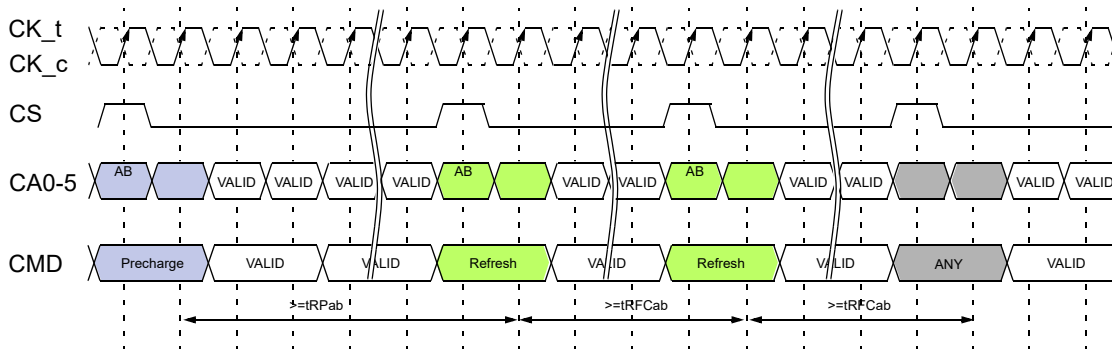 CK_t
CK_c
CS
CA0-5 AB VALID VALID VALID VALID AB VALID VALID AB VALID VALID VALID VALID
CMD Precharge VALID VALID Refresh VALID Refresh VALID ANY VALID
>=tRPab >=tRFCab >=tRFCab